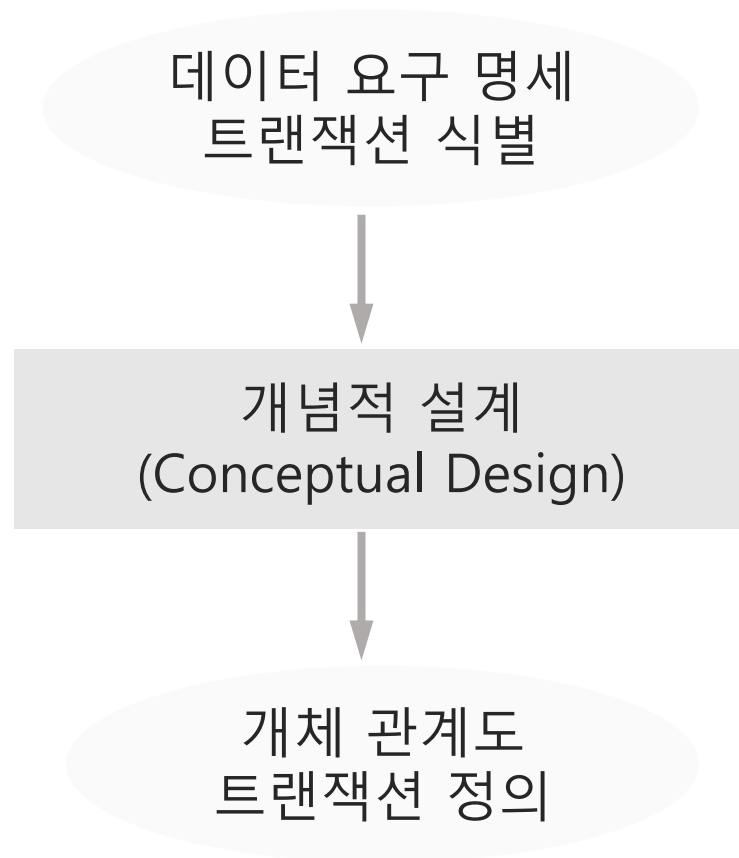 데이터 요구 명세
트랜잭션 식별
개념적 설계
(Conceptual Design)
개체 관계도
트랜잭션 정의